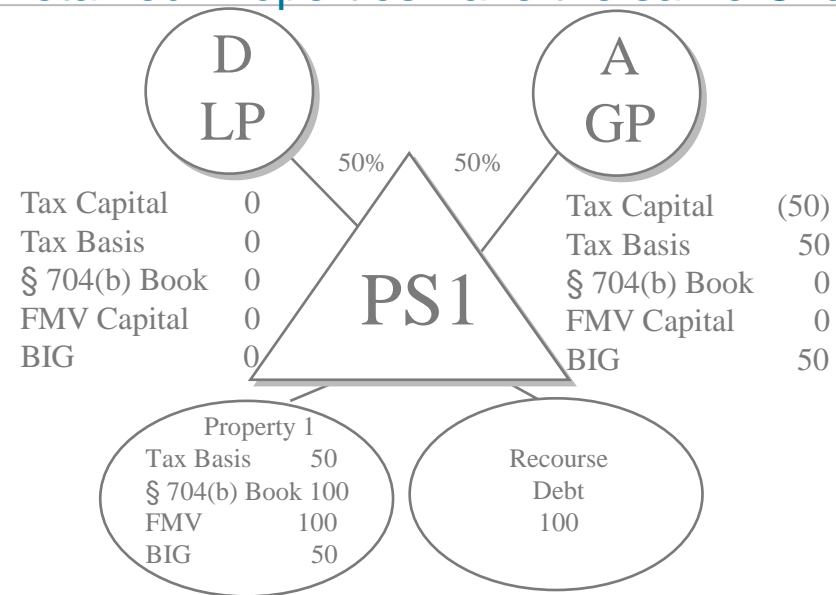 D
LP
A
GP
50%
50%
Tax Capital 0
Tax Basis 0
§ 704(b) Book 0
FMV Capital 0
BIG 0
Tax Capital (50)
Tax Basis 50
§ 704(b) Book 0
FMV Capital 0
BIG 50
PS1
Property 1
Tax Basis 50
§ 704(b) Book 100
FMV 100
BIG 50
Recourse
Debt
100